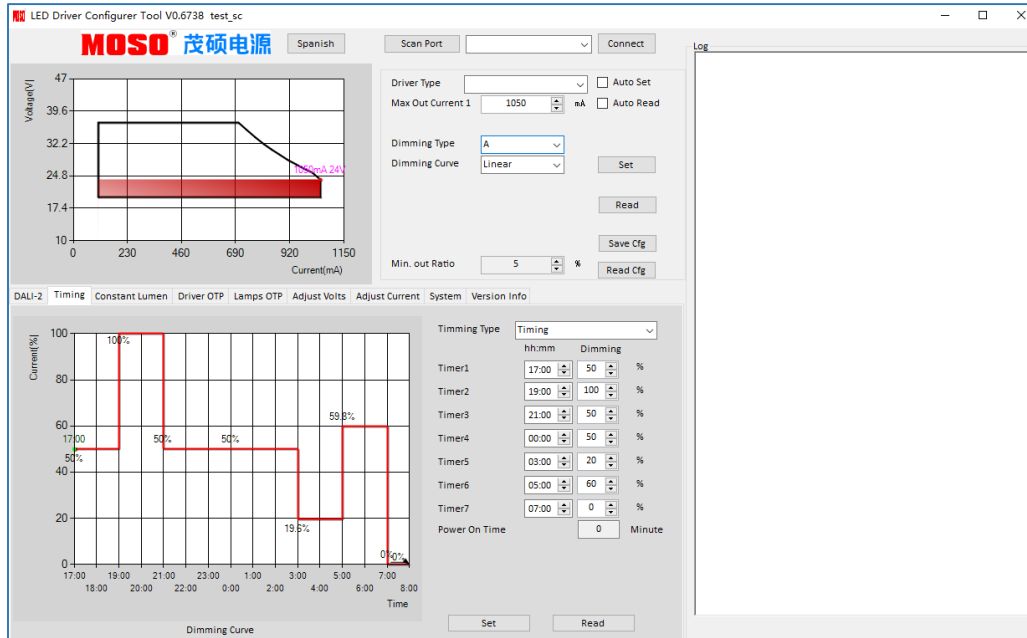 MOSO LED Driver Configurer Tool V0.6738 test_sc
MOSO® 茂硕电源
Spanish
Scan Port
Connect
Log
Voltage(V)
47
39.6
32.2
24.8
17.4
10
1050mA 24V
0 230 460 690 920 1150
Current(mA)
Driver Type
Auto Set
Max Out Current 1 1050 mA
Auto Read
Dimming Type A
Dimming Curve Linear
Set
Read
Save Cfg
Min. out Ratio 5 %
Read Cfg
DALI-2 Timing Constant Lumen Driver OTP Lamps OTP Adjust Volts Adjust Current System Version Info
Current(%)
100
80
60
40
20
0
17:00
50%
100%
50%
50%
19.6%
59.8%
0%
0%
17:00 19:00 21:00 23:00 1:00 3:00 5:00 7:00
18:00 20:00 22:00 0:00 2:00 4:00 6:00 8:00
Time
Dimming Curve
Timming Type Timing
hh:mm Dimming
Timer1 17:00 50 %
Timer2 19:00 100 %
Timer3 21:00 50 %
Timer4 00:00 50 %
Timer5 03:00 20 %
Timer6 05:00 60 %
Timer7 07:00 0 %
Power On Time 0 Minute
Set
Read